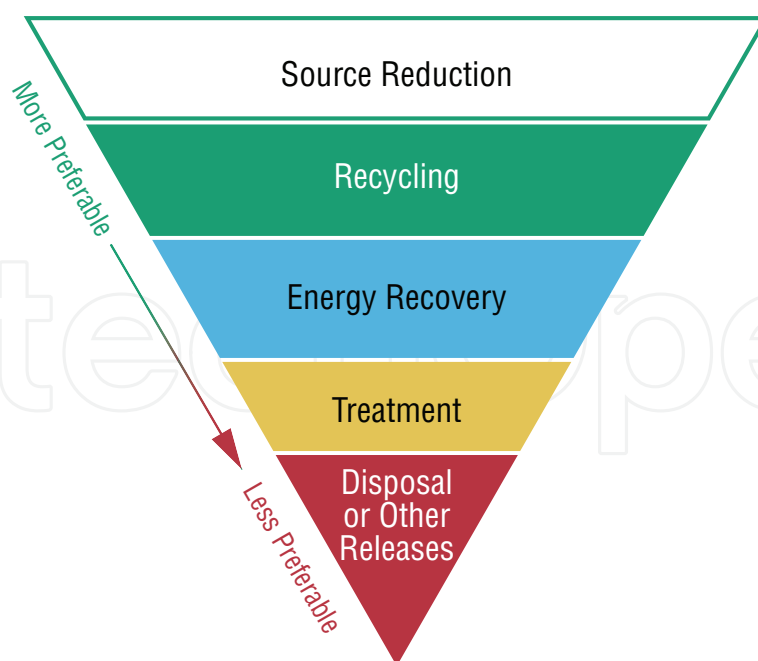 Source Reduction
More Preferable
Recycling
Energy Recovery
Treatment
Less Preferable
Disposal
or Other
Releases